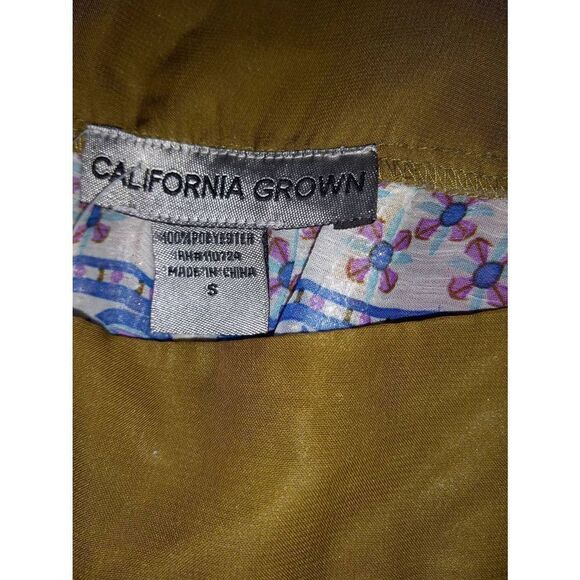 CALIFORNIA GROWN
100% POLYESTER
RN#110724
MADE IN CHINA
S